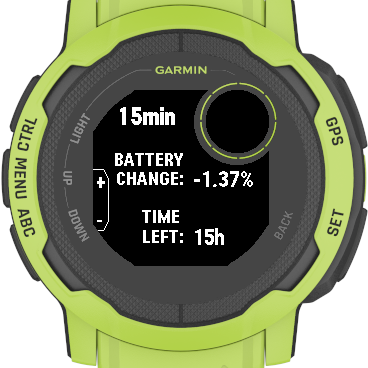 GARMIN
LIGHT
CTRL
MENU
UP
DOWN
ABC
GPS
SET
BACK
15min
BATTERY
CHANGE: -1.37%
+
-
TIME
LEFT: 15h